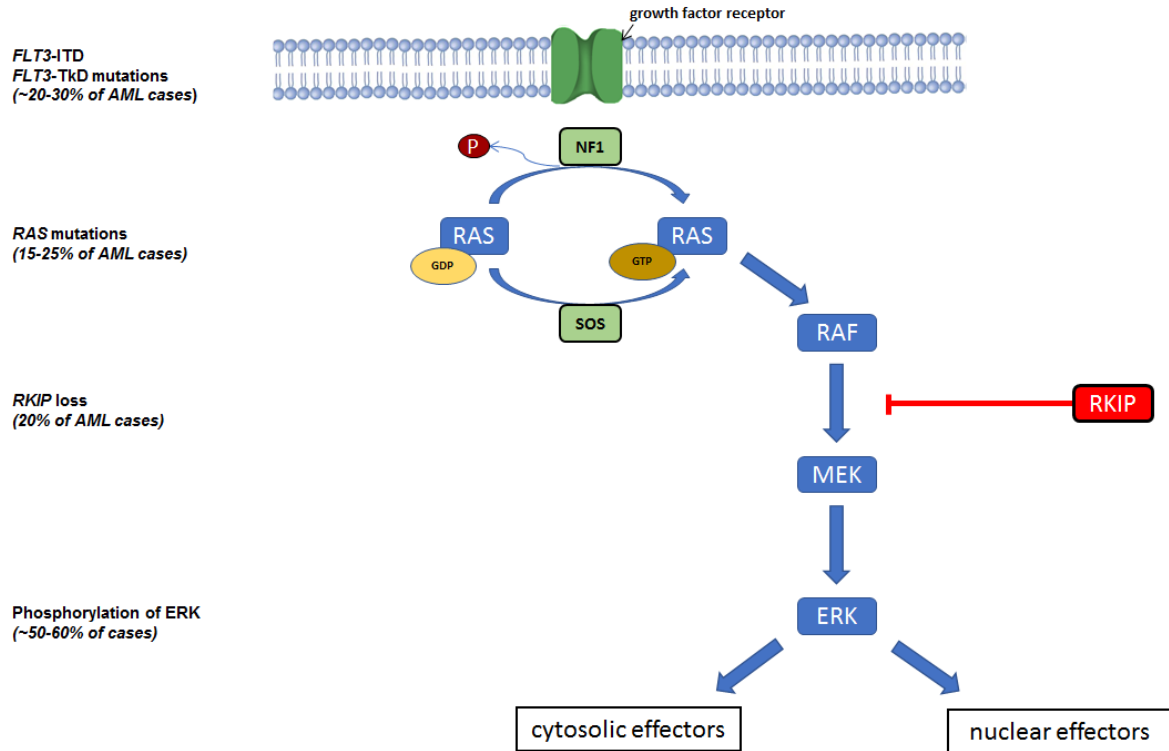 growth factor receptor
FLT3-ITD
FLT3-TkD mutations
(~20-30% of AML cases)
P
NF1
RAS mutations
(15-25% of AML cases)
RAS
GDP
RAS
GTP
SOS
RAF
RKIP loss
(20% of AML cases)
RKIP
MEK
Phosphorylation of ERK
(~50-60% of cases)
ERK
cytosolic effectors
nuclear effectors